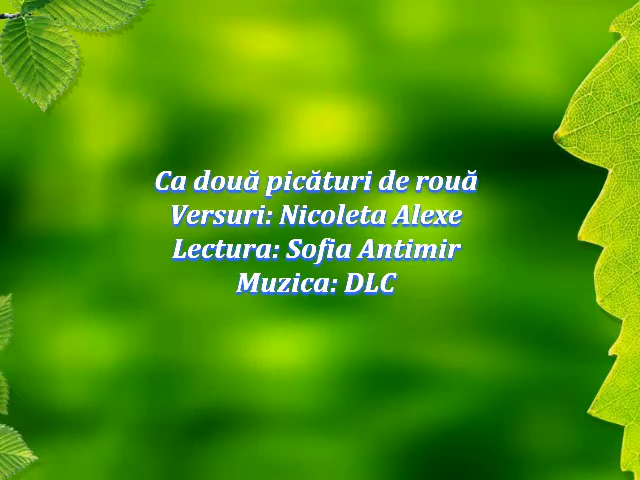 Ca două picături de rouă
Versuri: Nicoleta Alexe
Lectura: Sofia Antimir
Muzica: DLC